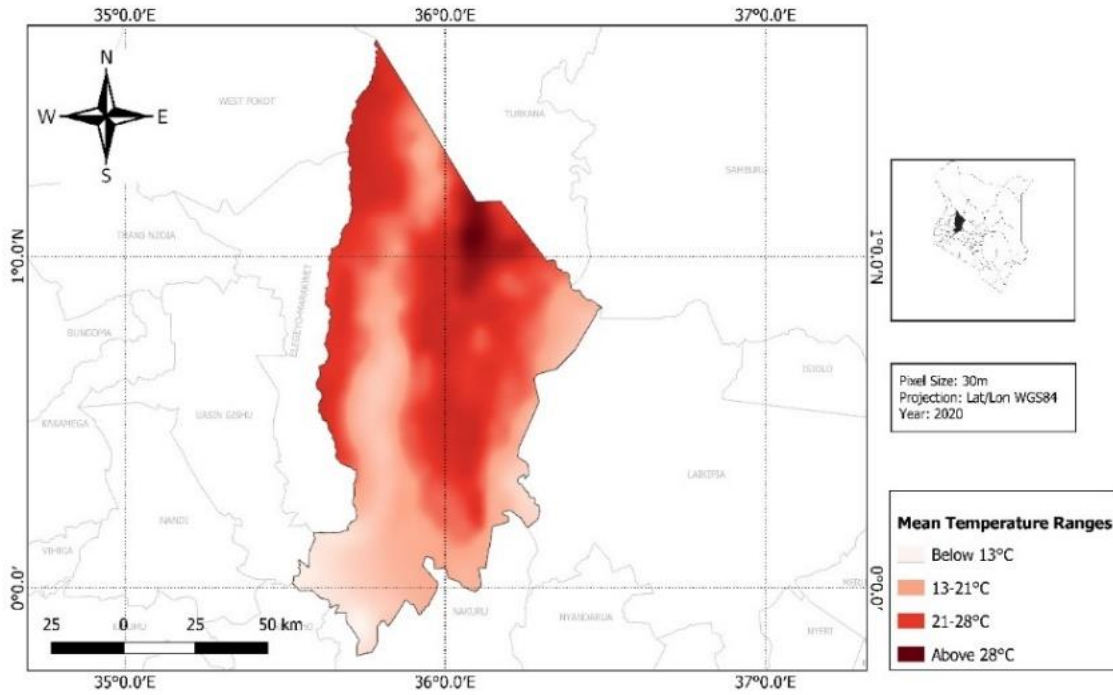 35°0.0'E 36°0.0'E 37°0.0'E
N
W E
S
WEST POKOT
TURKANA
SAMBURU
1°0.0'N
1°0.0'N
ELEGEYO-MARAKWET
BUNGOMA
ISIOLO
UASIN GISHU
KAKAMEGA
LAIKIPIA
NANDI
VIHIGA
0°0.0'
0°0.0'
NAKURU
NYANDARUA
NYERI
25 0 25 50 km
35°0.0'E 36°0.0'E 37°0.0'E
Pixel Size: 30m
Projection: Lat/Lon WGS84
Year: 2020
Mean Temperature Ranges
Below 13°C
13-21°C
21-28°C
Above 28°C